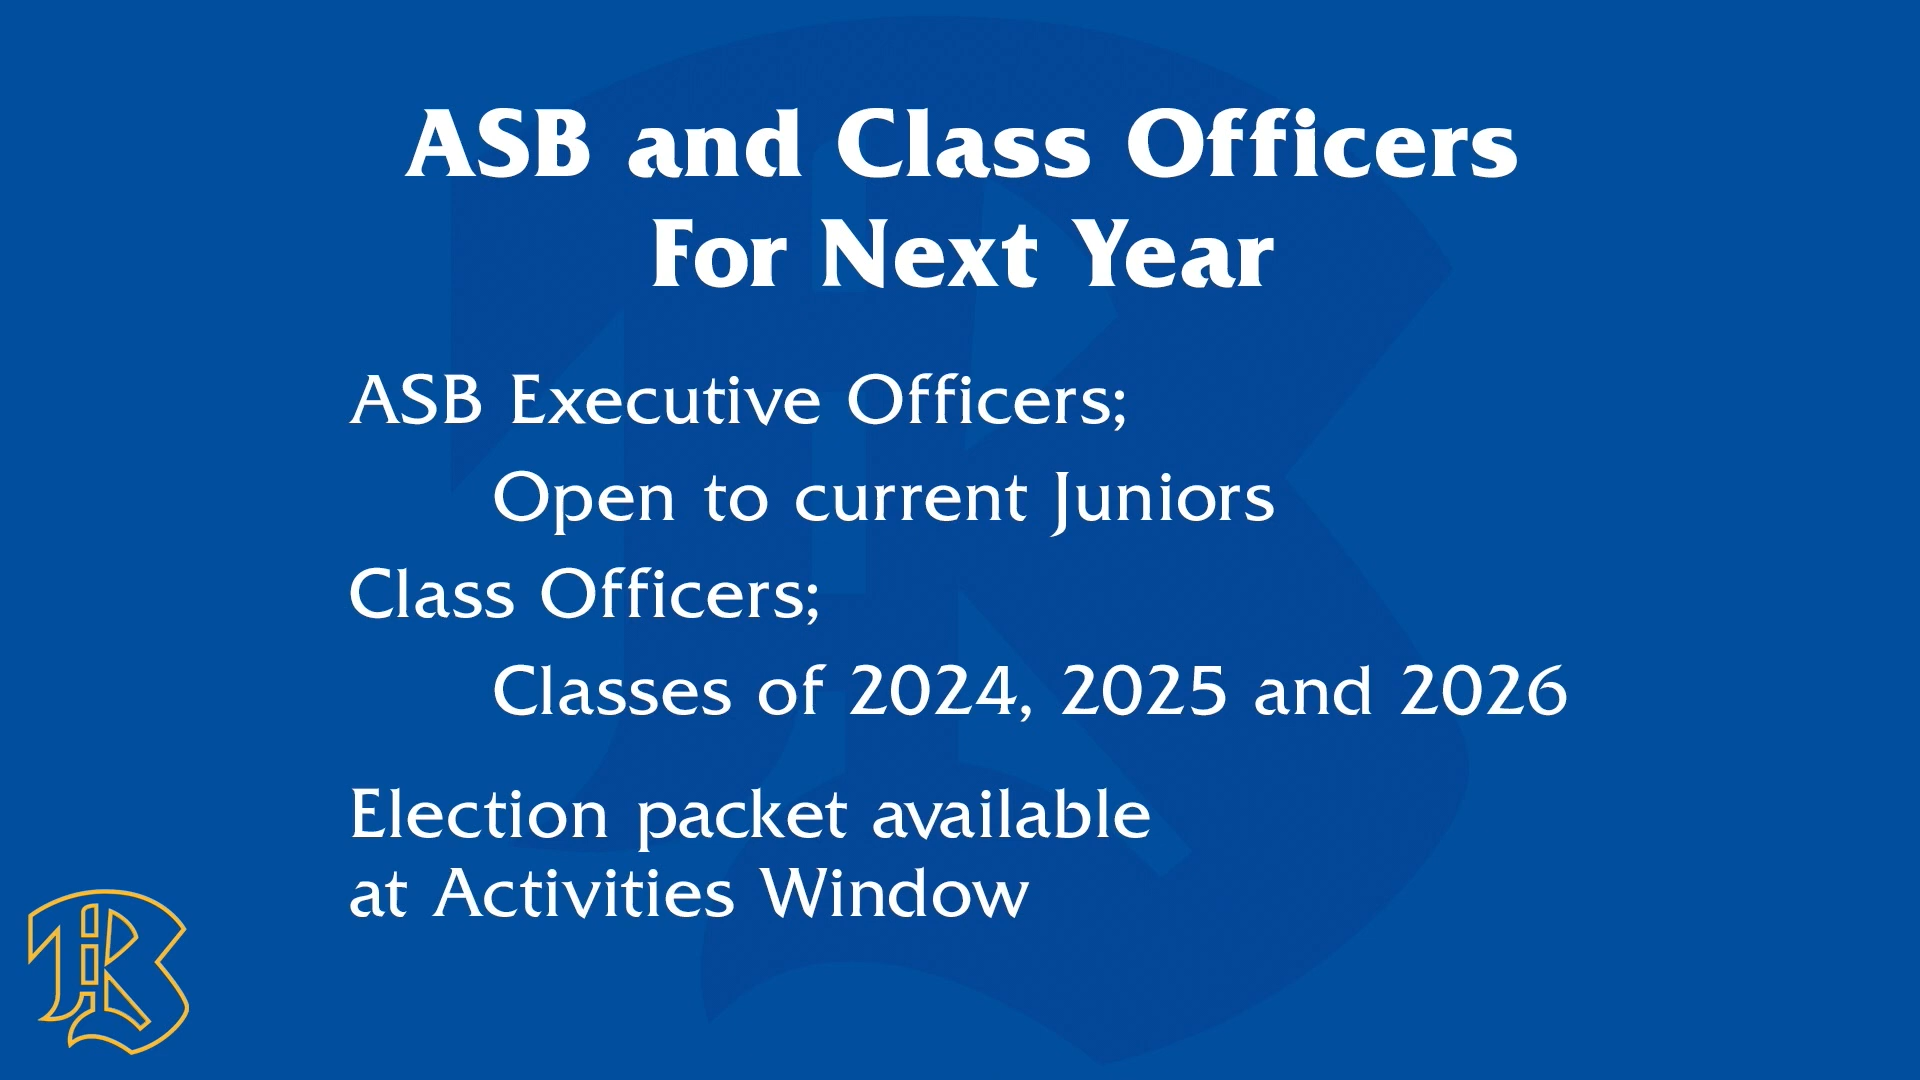 ASB and Class Officers
For Next Year
ASB Executive Officers;
Open to current Juniors
Class Officers;
Classes of 2024, 2025 and 2026
Election packet available
at Activities Window